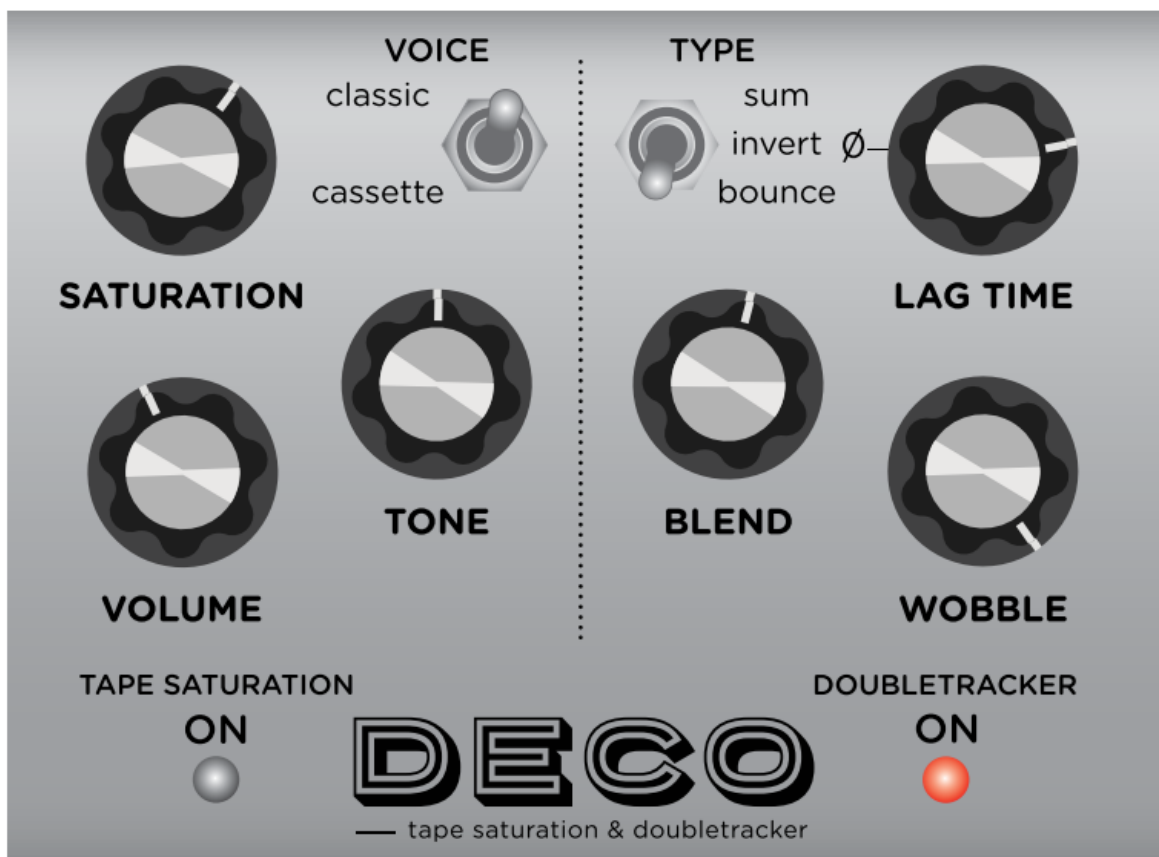 VOICE
classic
cassette
TYPE
sum
invert Ø
bounce
SATURATION
LAG TIME
TONE
BLEND
VOLUME
WOBBLE
TAPE SATURATION
ON
DOUBLETRACKER
ON
DECO
tape saturation & doubletracker